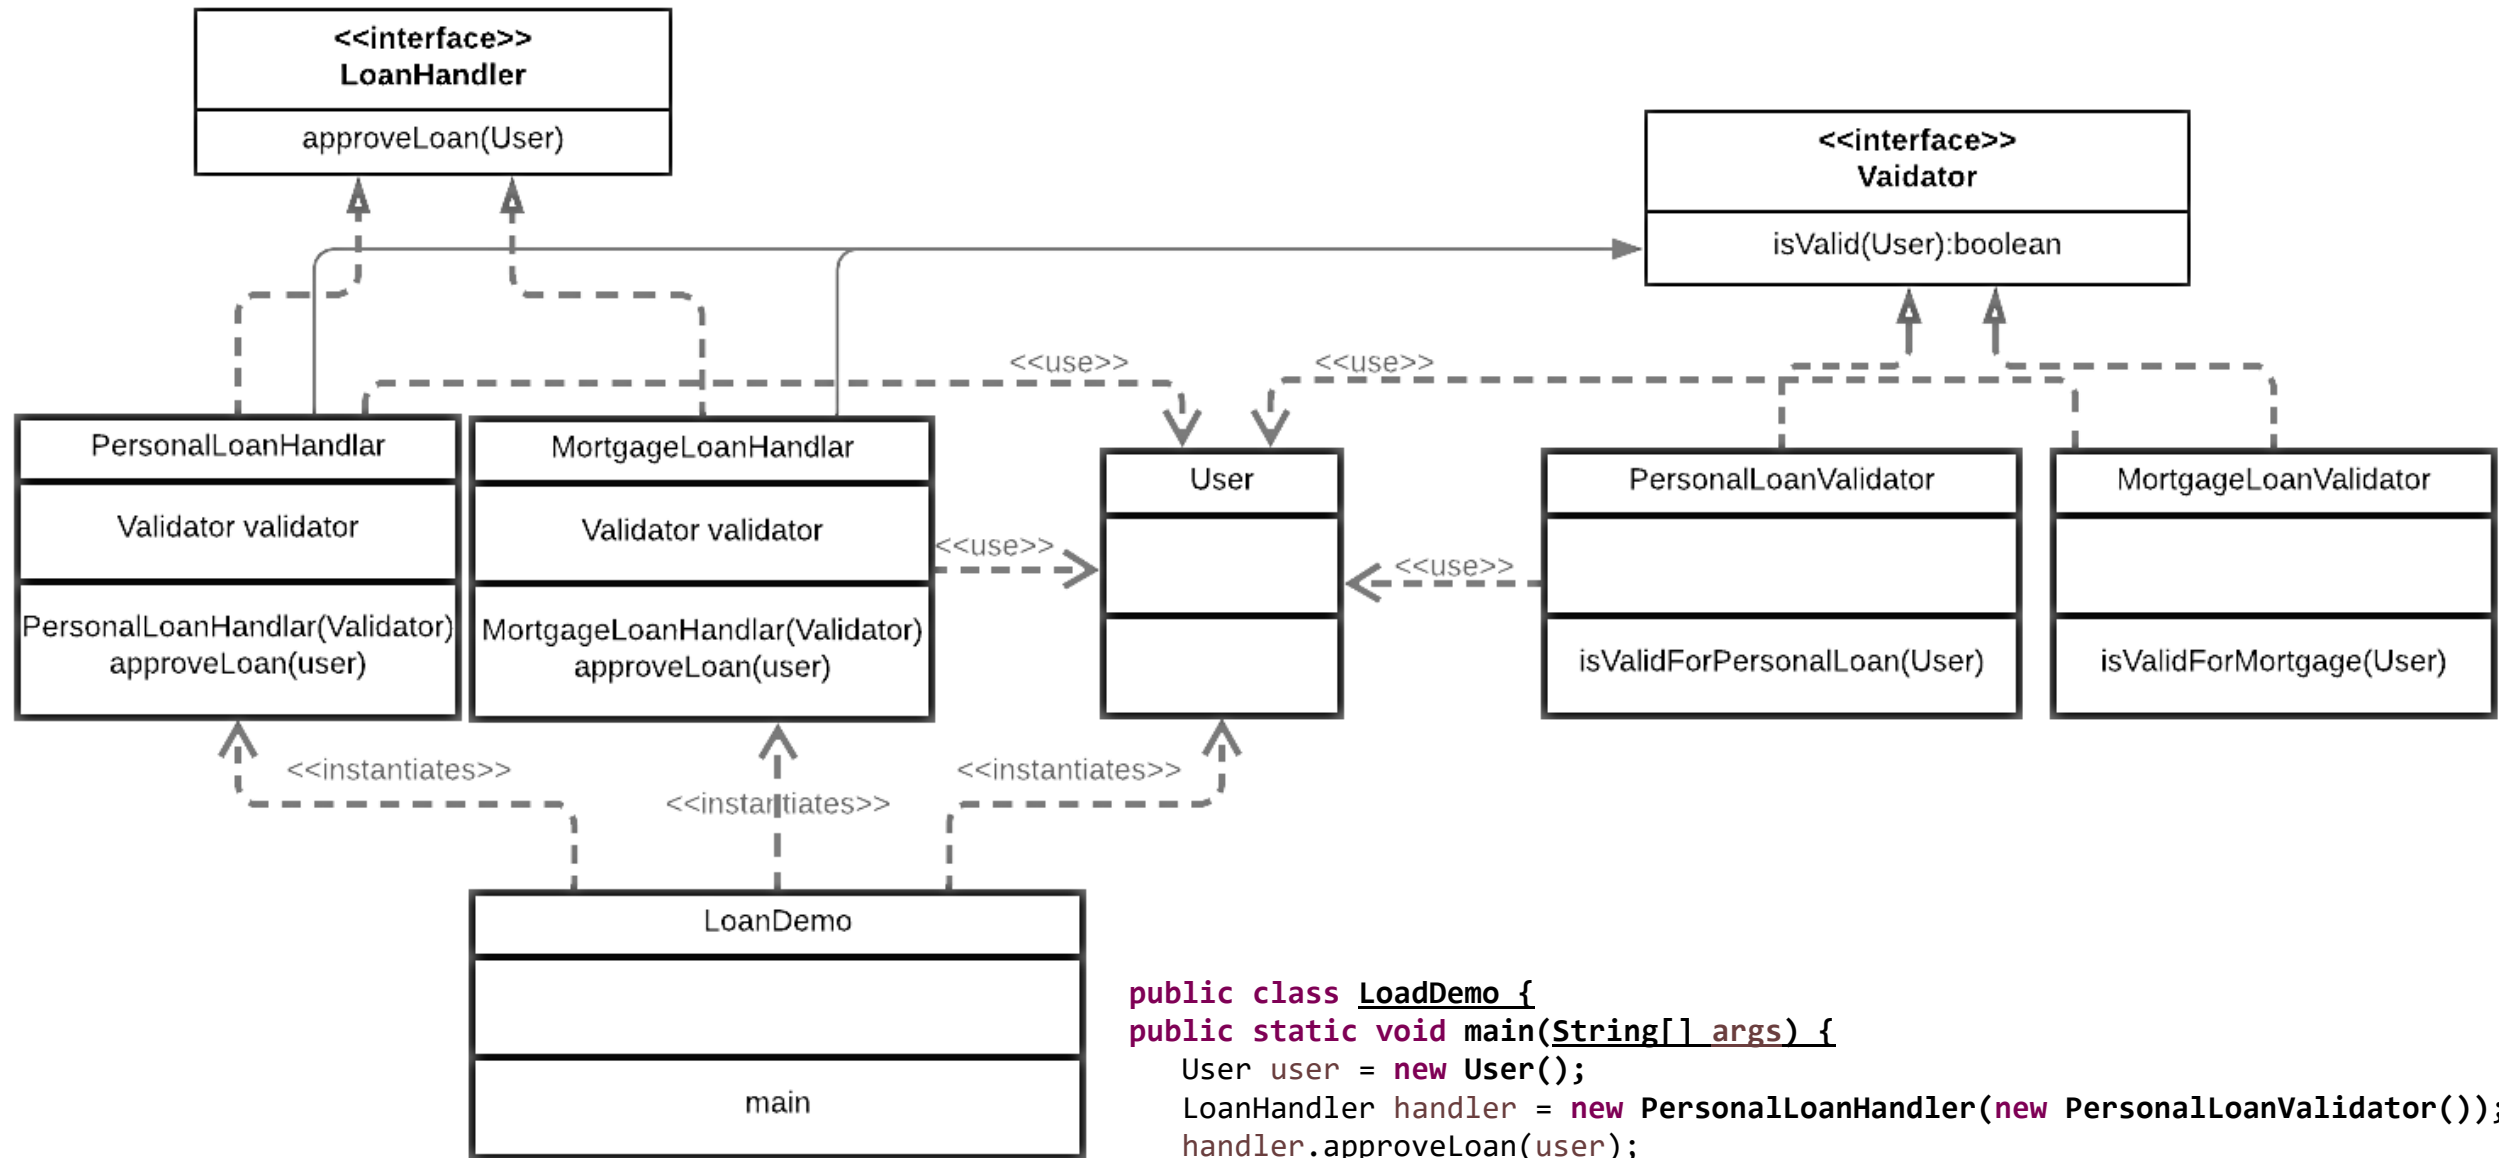 <<interface>>
LoanHandler
approveLoan(User)
<<interface>>
Vaidator
isValid(User):boolean
<<use>>
<<use>>
PersonalLoanHandlar
Validator validator
PersonalLoanHandlar(Validator)
approveLoan(user)
MortgageLoanHandlar
Validator validator
MortgageLoanHandlar(Validator)
approveLoan(user)
<<use>>
User
<<use>>
PersonalLoanValidator
isValidForPersonalLoan(User)
MortgageLoanValidator
isValidForMortgage(User)
<<instantiates>>
<<instantiates>>
<<instantiates>>
LoanDemo
main
public class LoadDemo {
public static void main(String[] args) {
User user = new User();
LoanHandler handler = new PersonalLoanHandler(new PersonalLoanValidator());
handler.approveLoan(user);